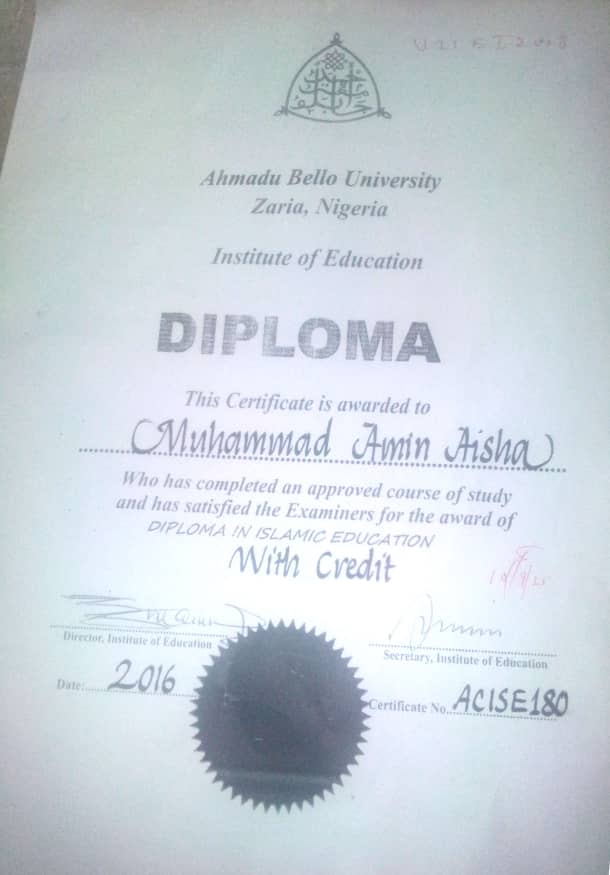 Ahmadu Bello University
Zaria, Nigeria
Institute of Education
DIPLOMA
This Certificate is awarded to
Muhammad Amin Aisha
Who has completed an approved course of study
and has satisfied the Examiners for the award of
DIPLOMA IN ISLAMIC EDUCATION
With Credit
Director, Institute of Education
Secretary, Institute of Education
Date: 2016
Certificate No. ACISE180